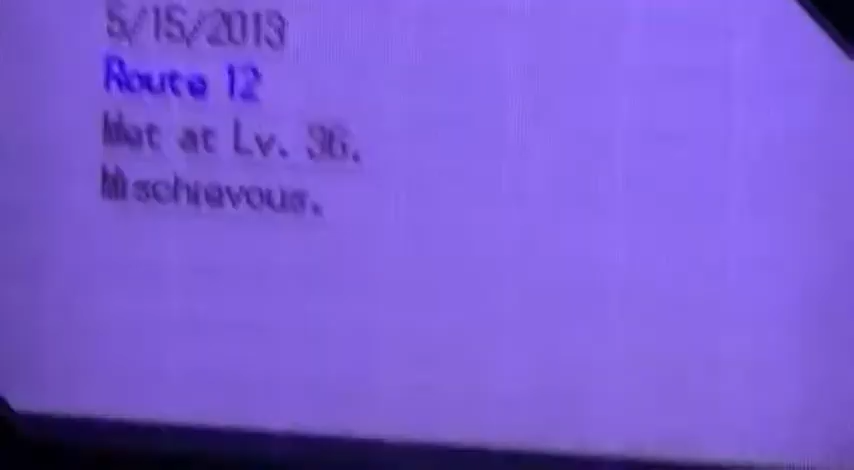 5/15/2013
Route 12
Met at Lv. 36.
Mischievous.